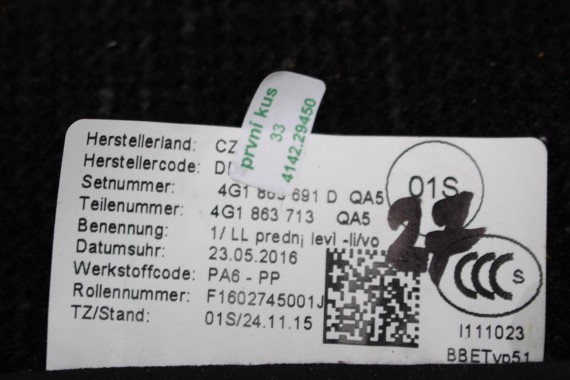 první kus
33
4142.29450
Herstellerland: CZ
Herstellercode:
Setnummer: 4G1 863 691 D QA5
Teilenummer: 4G1 863 713 QA5
Benennung: 1/ LL prednj levi -li/vo
Datumsuhr: 23.05.2016
Werkstoffcode: PA6 - PP
Rollennummer: F1602745001J
TZ/Stand: 01S/24.11.15
01S
27
CCC S
I111023
BBETyp51